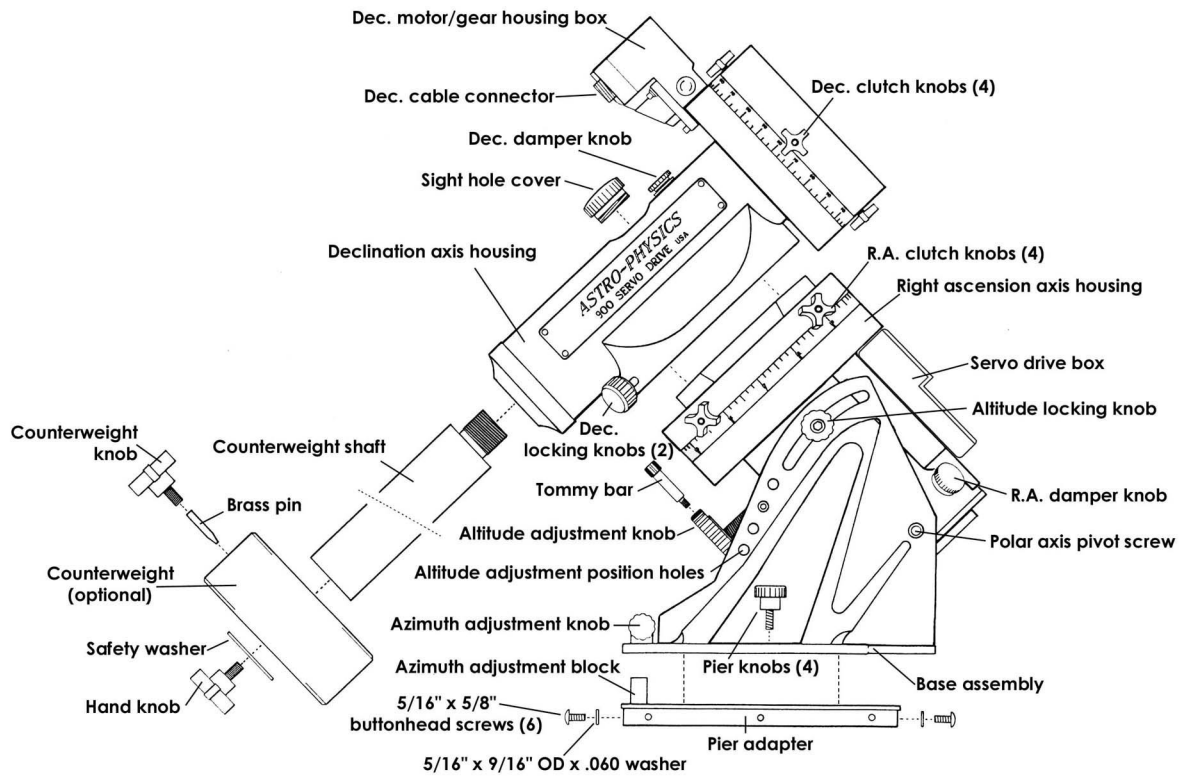 Dec. motor/gear housing box
Dec. cable connector
Dec. clutch knobs (4)
Dec. damper knob
Sight hole cover
Declination axis housing
ASTRO-PHYSICS
900 SERVO DRIVE USA
R.A. clutch knobs (4)
Right ascension axis housing
Servo drive box
Altitude locking knob
Dec.
locking knobs (2)
Counterweight
knob
Counterweight shaft
Tommy bar
R.A. damper knob
Brass pin
Altitude adjustment knob
Polar axis pivot screw
Counterweight
(optional)
Altitude adjustment position holes
Azimuth adjustment knob
Safety washer
Pier knobs (4)
Azimuth adjustment block
Base assembly
Hand knob
5/16" x 5/8"
buttonhead screws (6)
Pier adapter
5/16" x 9/16" OD x .060 washer